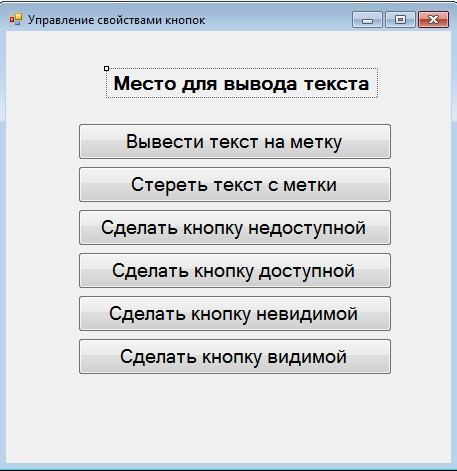 Управление свойствами кнопок
Место для вывода текста
Вывести текст на метку
Стереть текст с метки
Сделать кнопку недоступной
Сделать кнопку доступной
Сделать кнопку невидимой
Сделать кнопку видимой